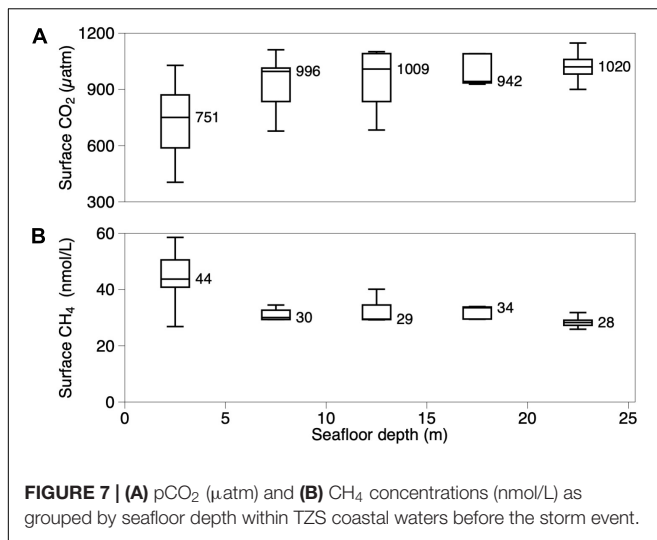 A
Surface CO₂ (µatm)
1200
900
600
300
751
996
1009
942
1020
B
Surface CH₄ (nmol/L)
60
40
20
0
44
30
29
34
28
0 5 10 15 20 25
Seafloor depth (m)
FIGURE 7 | (A) pCO₂ (µatm) and (B) CH₄ concentrations (nmol/L) as
grouped by seafloor depth within TZS coastal waters before the storm event.